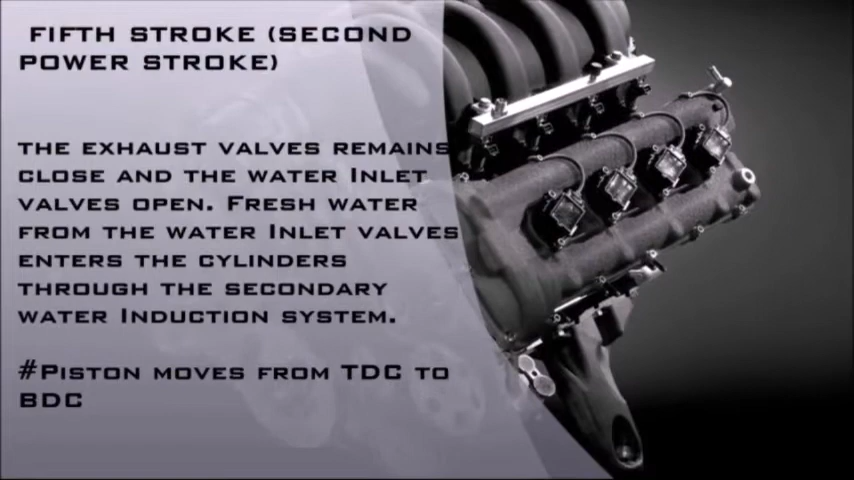 FIFTH STROKE (SECOND
POWER STROKE)
THE EXHAUST VALVES REMAINS
CLOSE AND THE WATER INLET
VALVES OPEN. FRESH WATER
FROM THE WATER INLET VALVES
ENTERS THE CYLINDERS
THROUGH THE SECONDARY
WATER INDUCTION SYSTEM.
#PISTON MOVES FROM TDC TO
BDC